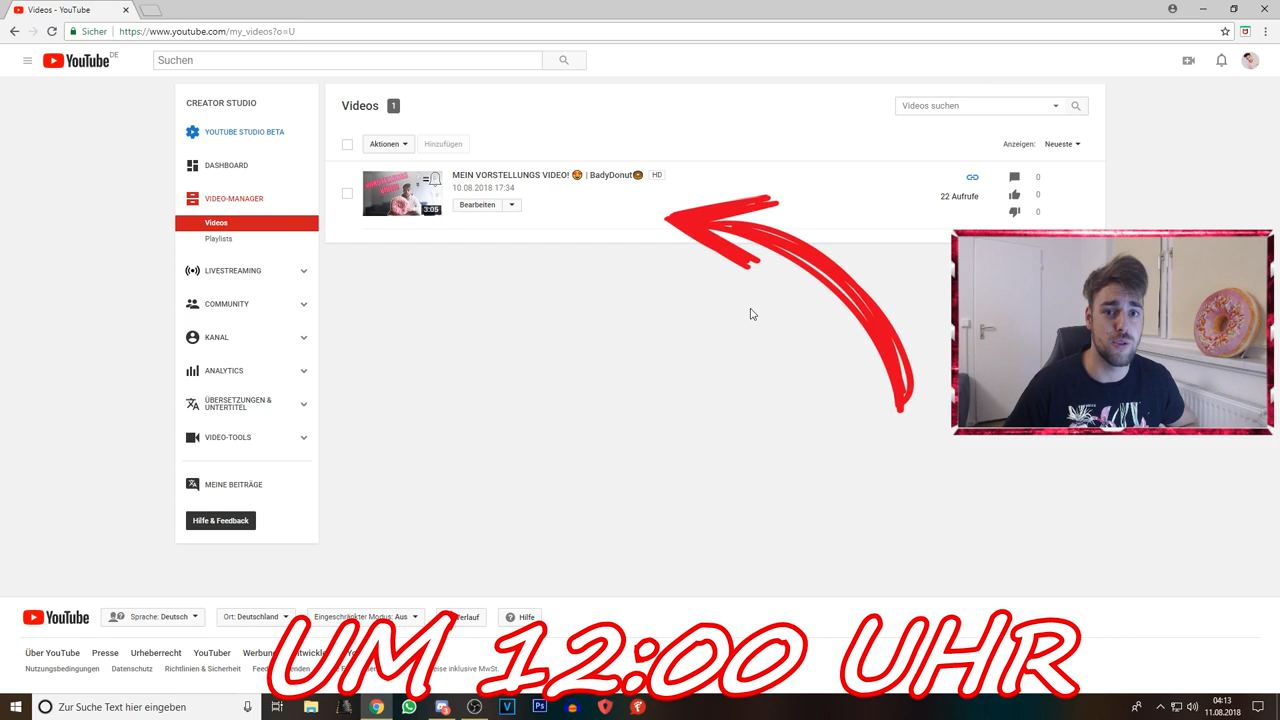 Videos - YouTube
Sicher | https://www.youtube.com/my_videos?o=U
YouTube DE
Suchen
CREATOR STUDIO
YOUTUBE STUDIO BETA
DASHBOARD
VIDEO-MANAGER
Videos
Playlists
LIVESTREAMING
COMMUNITY
KANAL
ANALYTICS
ÜBERSETZUNGEN & UNTERTITEL
VIDEO-TOOLS
MEINE BEITRÄGE
Hilfe & Feedback
Videos 1
Videos suchen
Aktionen Hinzufügen
Anzeigen: Neueste
3:05
MEIN VORSTELLUNGS VIDEO! 🤩 | BadyDonut🍩 HD
10.08.2018 17:34
Bearbeiten
22 Aufrufe
0
0
0
YouTube Sprache: Deutsch Ort: Deutschland Eingeschränkter Modus: Aus Hilfe
Über YouTube Presse Urheberrecht YouTuber
Nutzungsbedingungen Datenschutz Richtlinien & Sicherheit
inklusive MwSt.
UM 12:00 UHR
Zur Suche Text hier eingeben
04:13
11.08.2018